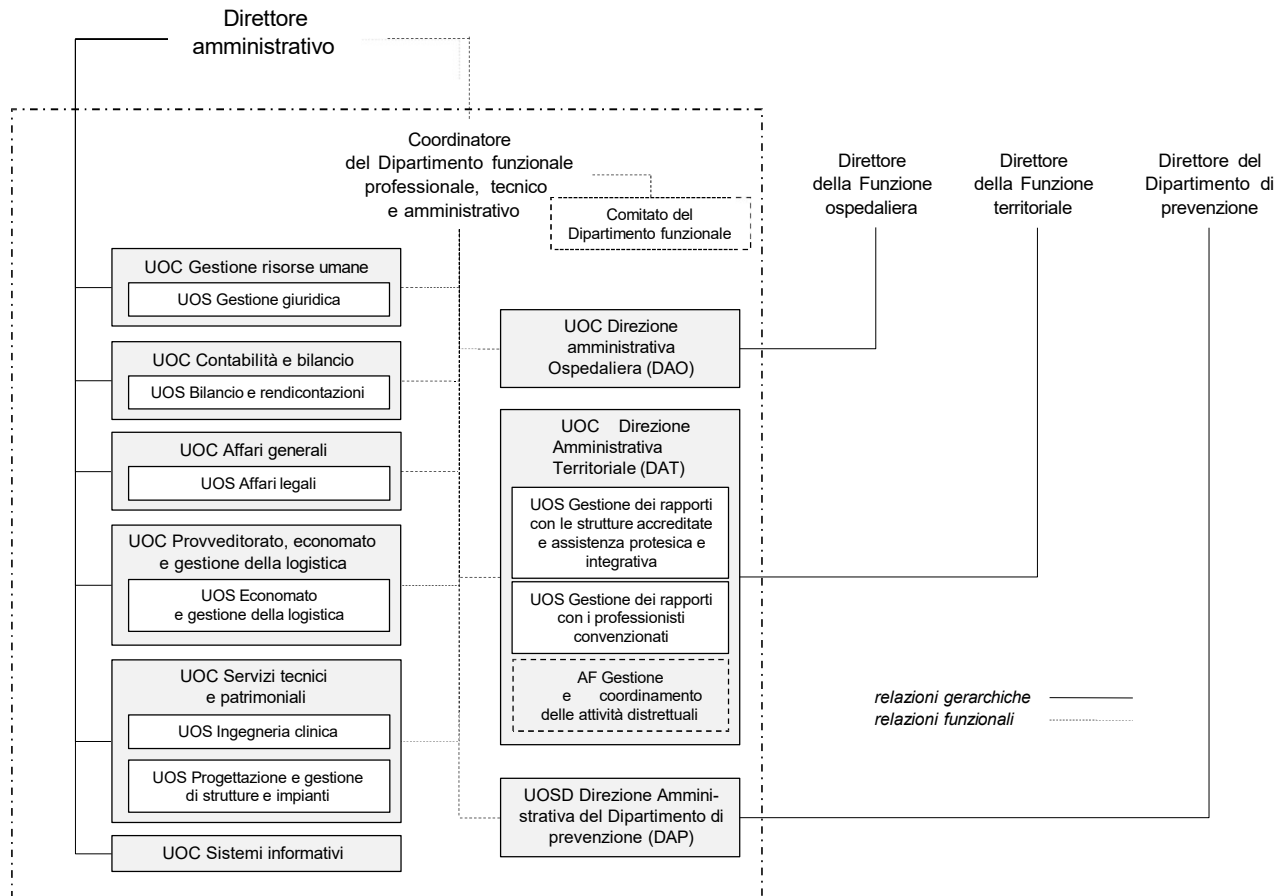 Direttore
amministrativo
Coordinatore
del Dipartimento funzionale
professionale, tecnico
e amministrativo
Comitato del
Dipartimento funzionale
Direttore
della Funzione
ospedaliera
Direttore
della Funzione
territoriale
Direttore del
Dipartimento di
prevenzione
UOC Gestione risorse umane
UOS Gestione giuridica
UOC Contabilità e bilancio
UOS Bilancio e rendicontazioni
UOC Affari generali
UOS Affari legali
UOC Provveditorato, economato
e gestione della logistica
UOS Economato
e gestione della logistica
UOC Servizi tecnici
e patrimoniali
UOS Ingegneria clinica
UOS Progettazione e gestione
di strutture e impianti
UOC Sistemi informativi
UOC Direzione
amministrativa
Ospedaliera (DAO)
UOC Direzione
Amministrativa
Territoriale (DAT)
UOS Gestione dei rapporti
con le strutture accreditate
e assistenza protesica e
integrativa
UOS Gestione dei rapporti
con i professionisti
convenzionati
AF Gestione
e coordinamento
delle attività distrettuali
UOSD Direzione Ammini-
strativa del Dipartimento di
prevenzione (DAP)
relazioni gerarchiche
relazioni funzionali